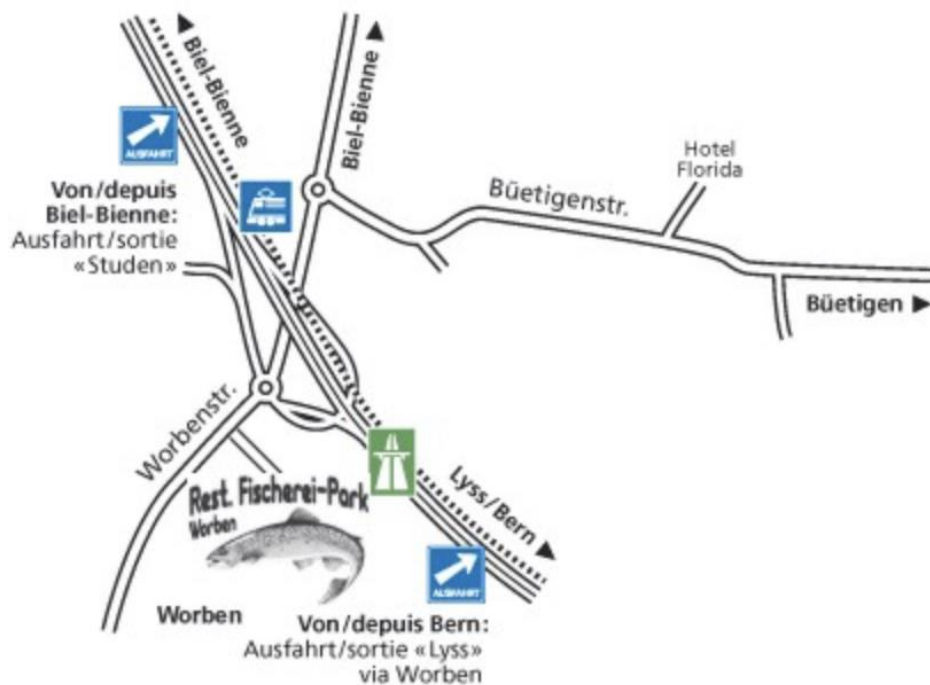 Biel-Bienne
Biel-Bienne
AUSFAHRT
Hotel
Florida
Von/depuis
Biel-Bienne:
Ausfahrt/sortie
«Studen»
Büetigenstr.
Büetigen
Worbenstr.
Rest. Fischerei-Park
Worben
Lyss/Bern
AUSFAHRT
Worben
Von/depuis Bern:
Ausfahrt/sortie «Lyss»
via Worben